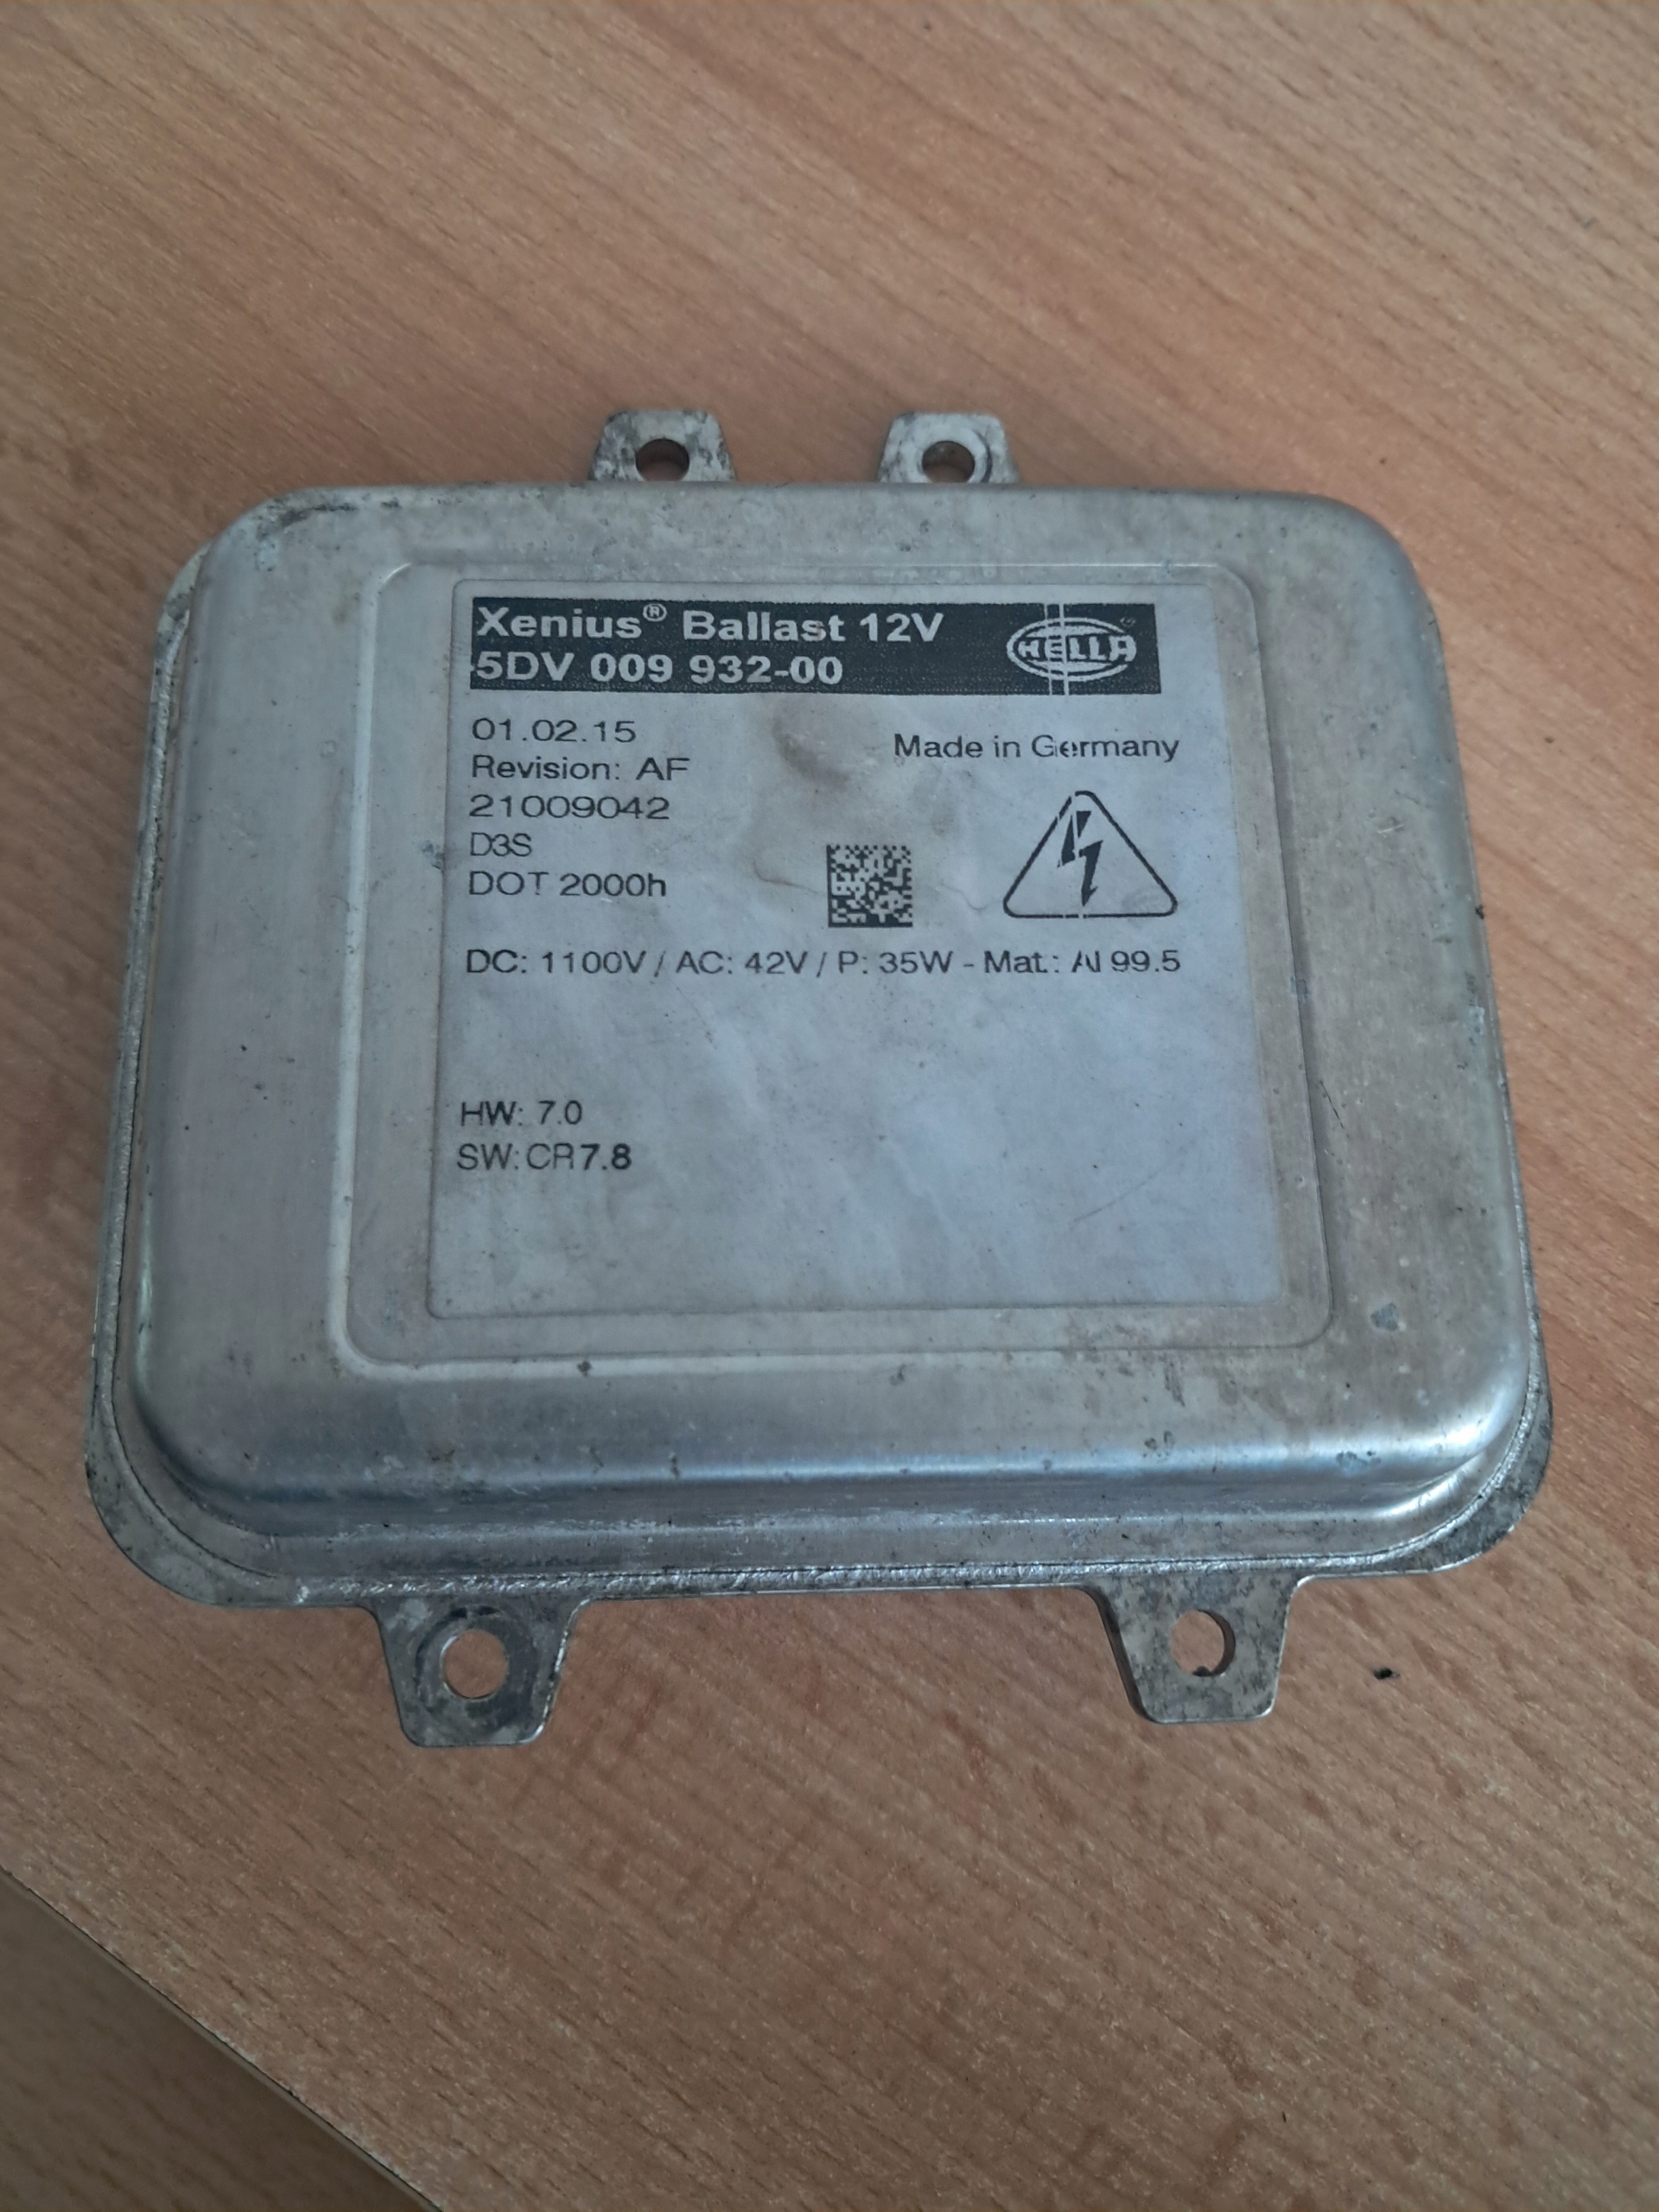 Xenius® Ballast 12V
5DV 009 932-00
HELLA
01.02.15
Made in Germany
Revision: AF
21009042
D3S
DOT 2000h
DC: 1100V / AC: 42V / P: 35W - Mat.: Al 99.5
HW: 7.0
SW: CR7.8